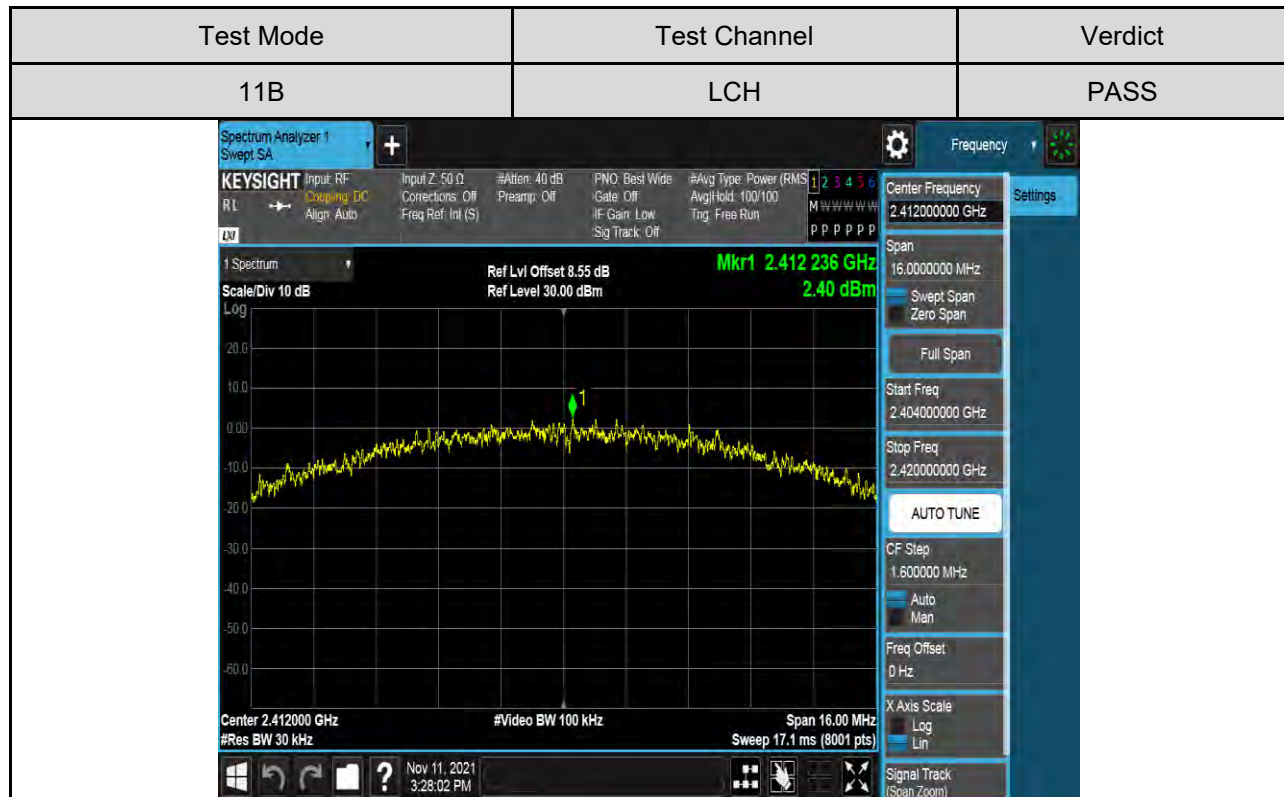 Test Mode Test Channel Verdict
11B LCH PASS
Spectrum Analyzer 1
Swept SA
+
Frequency
KEYSIGHT Input: RF Input Z: 50 Ω #Atten: 40 dB PNO: Best Wide #Avg Type: Power (RMS 1 2 3 4 5 6
RL Coupling: DC Corrections: Off Preamp: Off Gate: Off Avg|Hold: 100/100 M W W W W W
Align: Auto Freq Ref: Int (S) IF Gain: Low Trig: Free Run
LXI Sig Track: Off P P P P P P
1 Spectrum Ref Lvl Offset 8.55 dB Mkr1 2.412 236 GHz
Scale/Div 10 dB Ref Level 30.00 dBm 2.40 dBm
Log
20.0
10.0
1
0.00
-10.0
-20.0
-30.0
-40.0
-50.0
-60.0
Center 2.412000 GHz #Video BW 100 kHz Span 16.00 MHz
#Res BW 30 kHz Sweep 17.1 ms (8001 pts)
? Nov 11, 2021
3:28:02 PM
Center Frequency
2.412000000 GHz
Settings
Span
16.0000000 MHz
Swept Span
Zero Span
Full Span
Start Freq
2.404000000 GHz
Stop Freq
2.420000000 GHz
AUTO TUNE
CF Step
1.600000 MHz
Auto
Man
Freq Offset
0 Hz
X Axis Scale
Log
Lin
Signal Track
(Span Zoom)